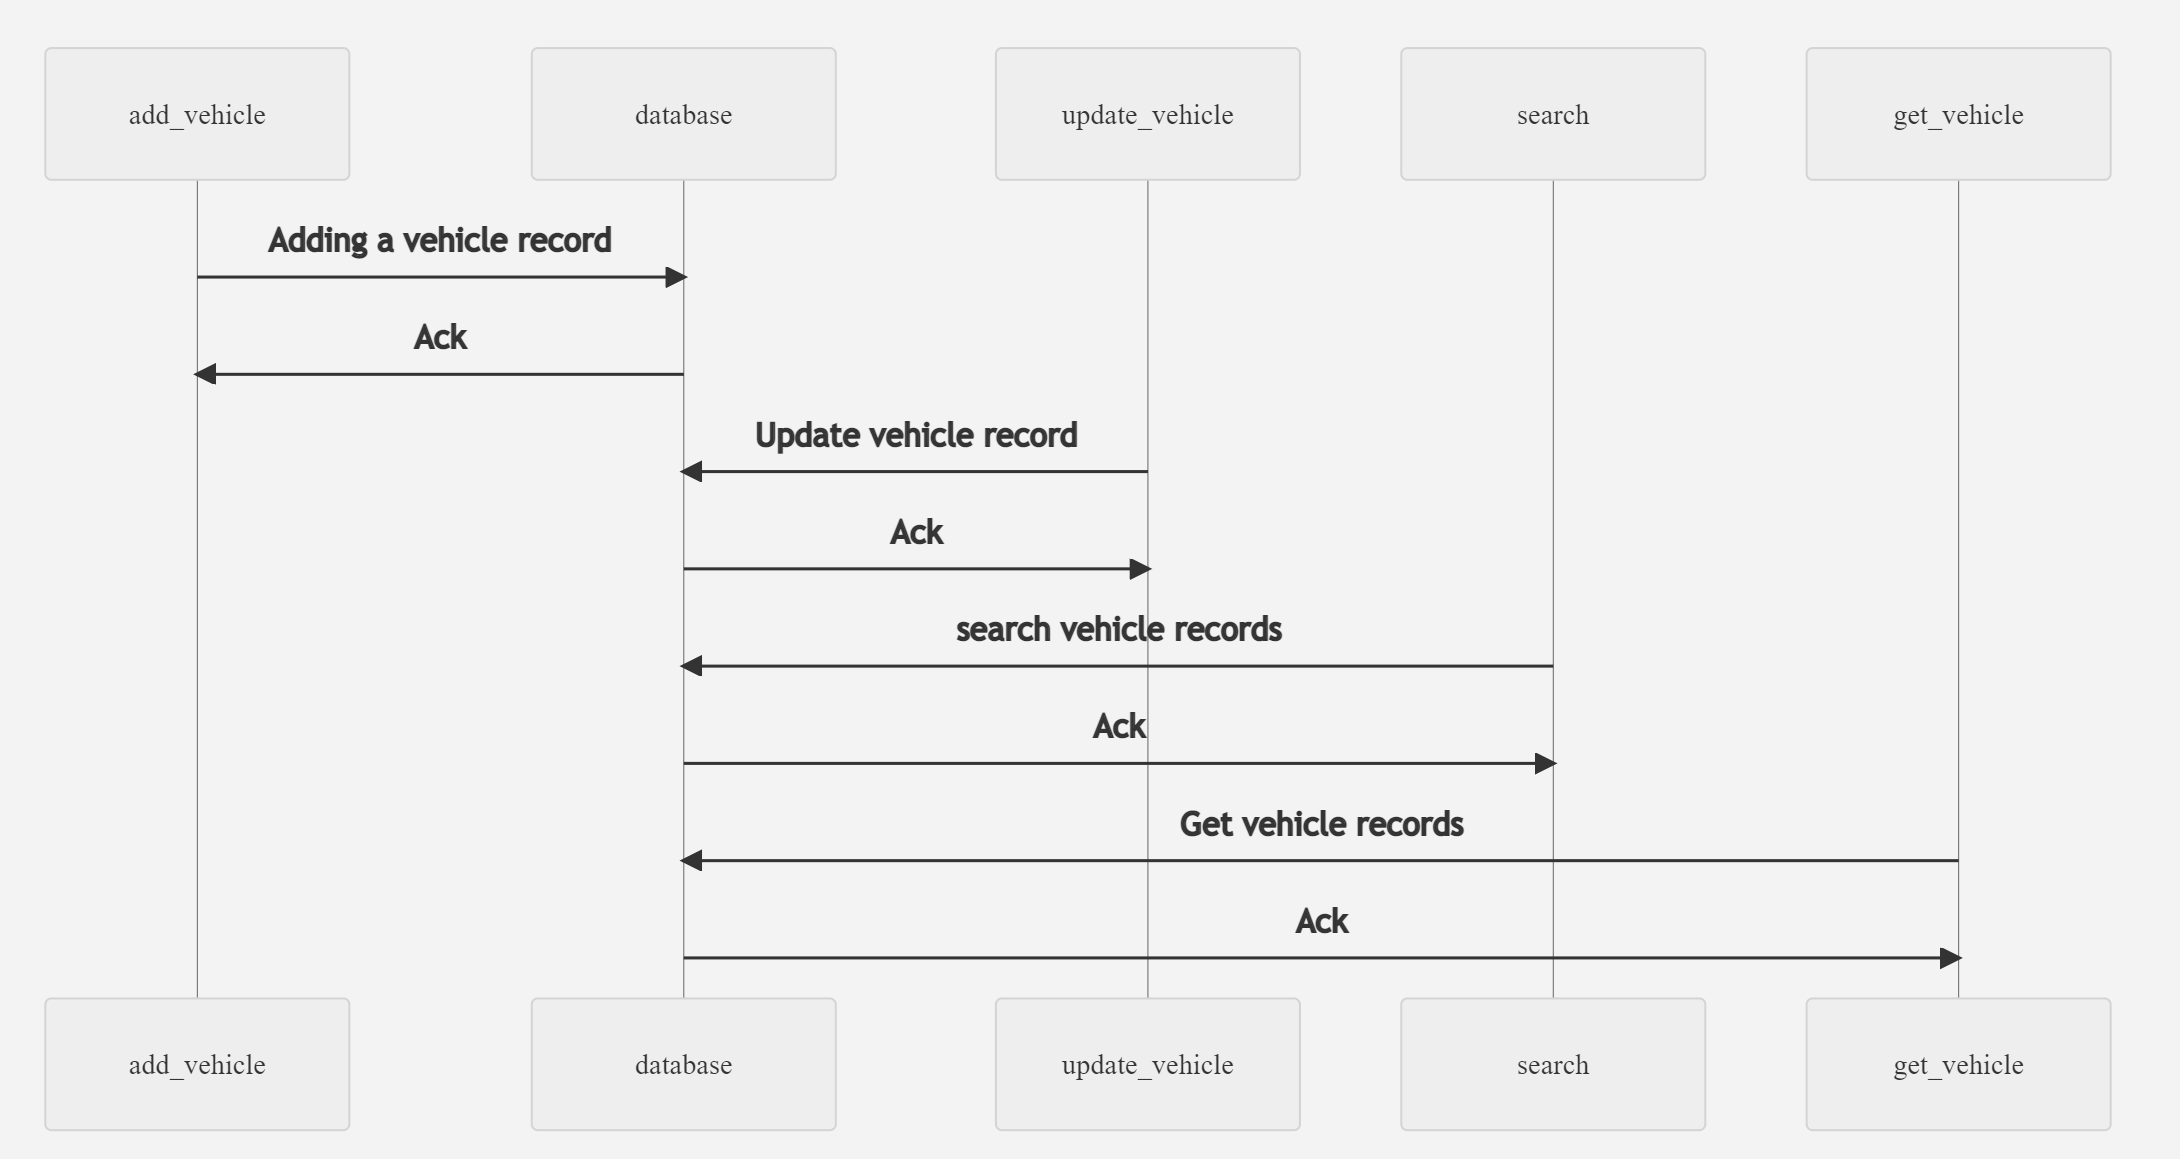 add_vehicle
database
update_vehicle
search
get_vehicle
Adding a vehicle record
Ack
Update vehicle record
Ack
search vehicle records
Ack
Get vehicle records
Ack
add_vehicle
database
update_vehicle
search
get_vehicle